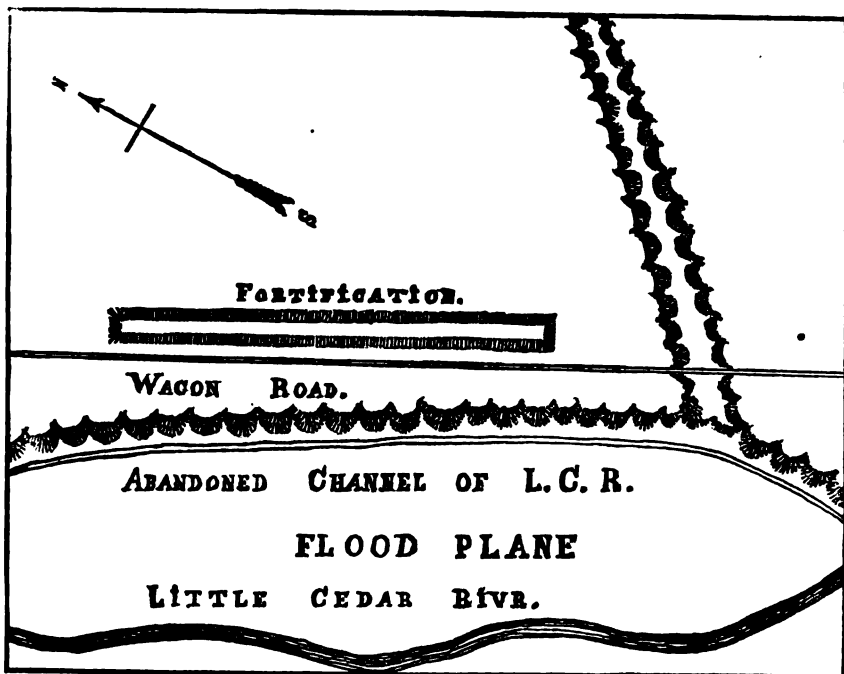 N
S
FORTIFICATION.
WAGON ROAD.
ABANDONED CHANNEL OF L. C. R.
FLOOD PLANE
LITTLE CEDAR RIVR.